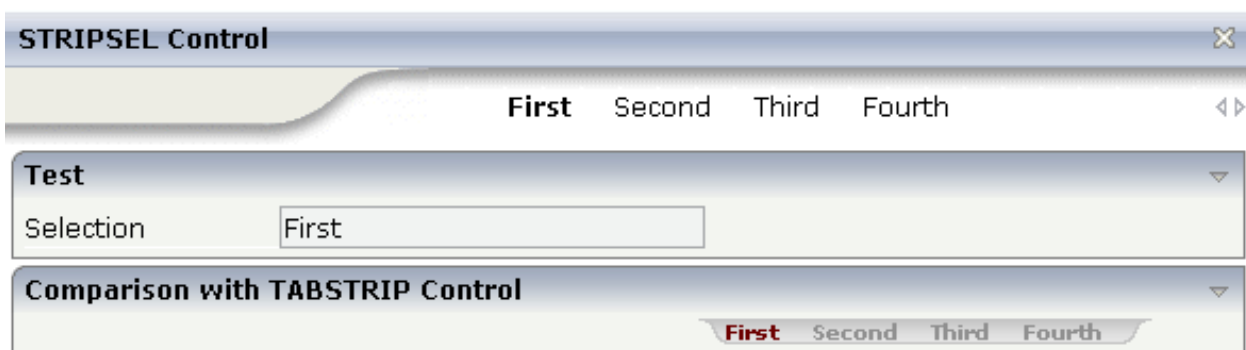 STRIPSEL Control
First Second Third Fourth
Test
Selection First
Comparison with TABSTRIP Control
First Second Third Fourth